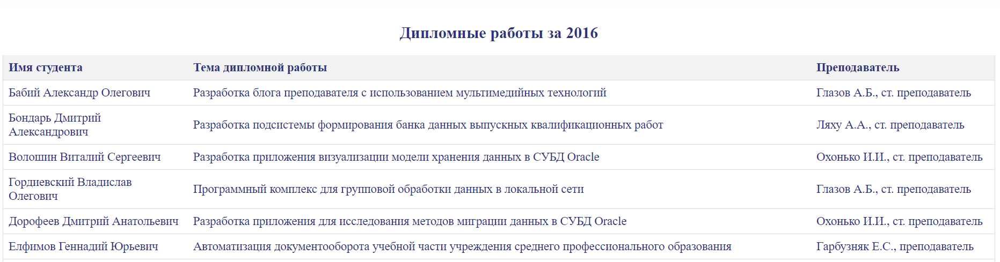 Дипломные работы за 2016
Имя студента Тема дипломной работы Преподаватель
Бабий Александр Олегович Разработка блога преподавателя с использованием мультимедийных технологий Глазов А.Б., ст. преподаватель
Бондарь Дмитрий
Александрович Разработка подсистемы формирования банка данных выпускных квалификационных работ Ляху А.А., ст. преподаватель
Волошин Виталий Сергеевич Разработка приложения визуализации модели хранения данных в СУБД Oracle Охонько И.И., ст. преподаватель
Гордиевский Владислав
Олегович Программный комплекс для групповой обработки данных в локальной сети Глазов А.Б., ст. преподаватель
Дорофеев Дмитрий Анатольевич Разработка приложения для исследования методов миграции данных в СУБД Oracle Охонько И.И., ст. преподаватель
Елфимов Геннадий Юрьевич Автоматизация документооборота учебной части учреждения среднего профессионального образования Гарбузняк Е.С., преподаватель